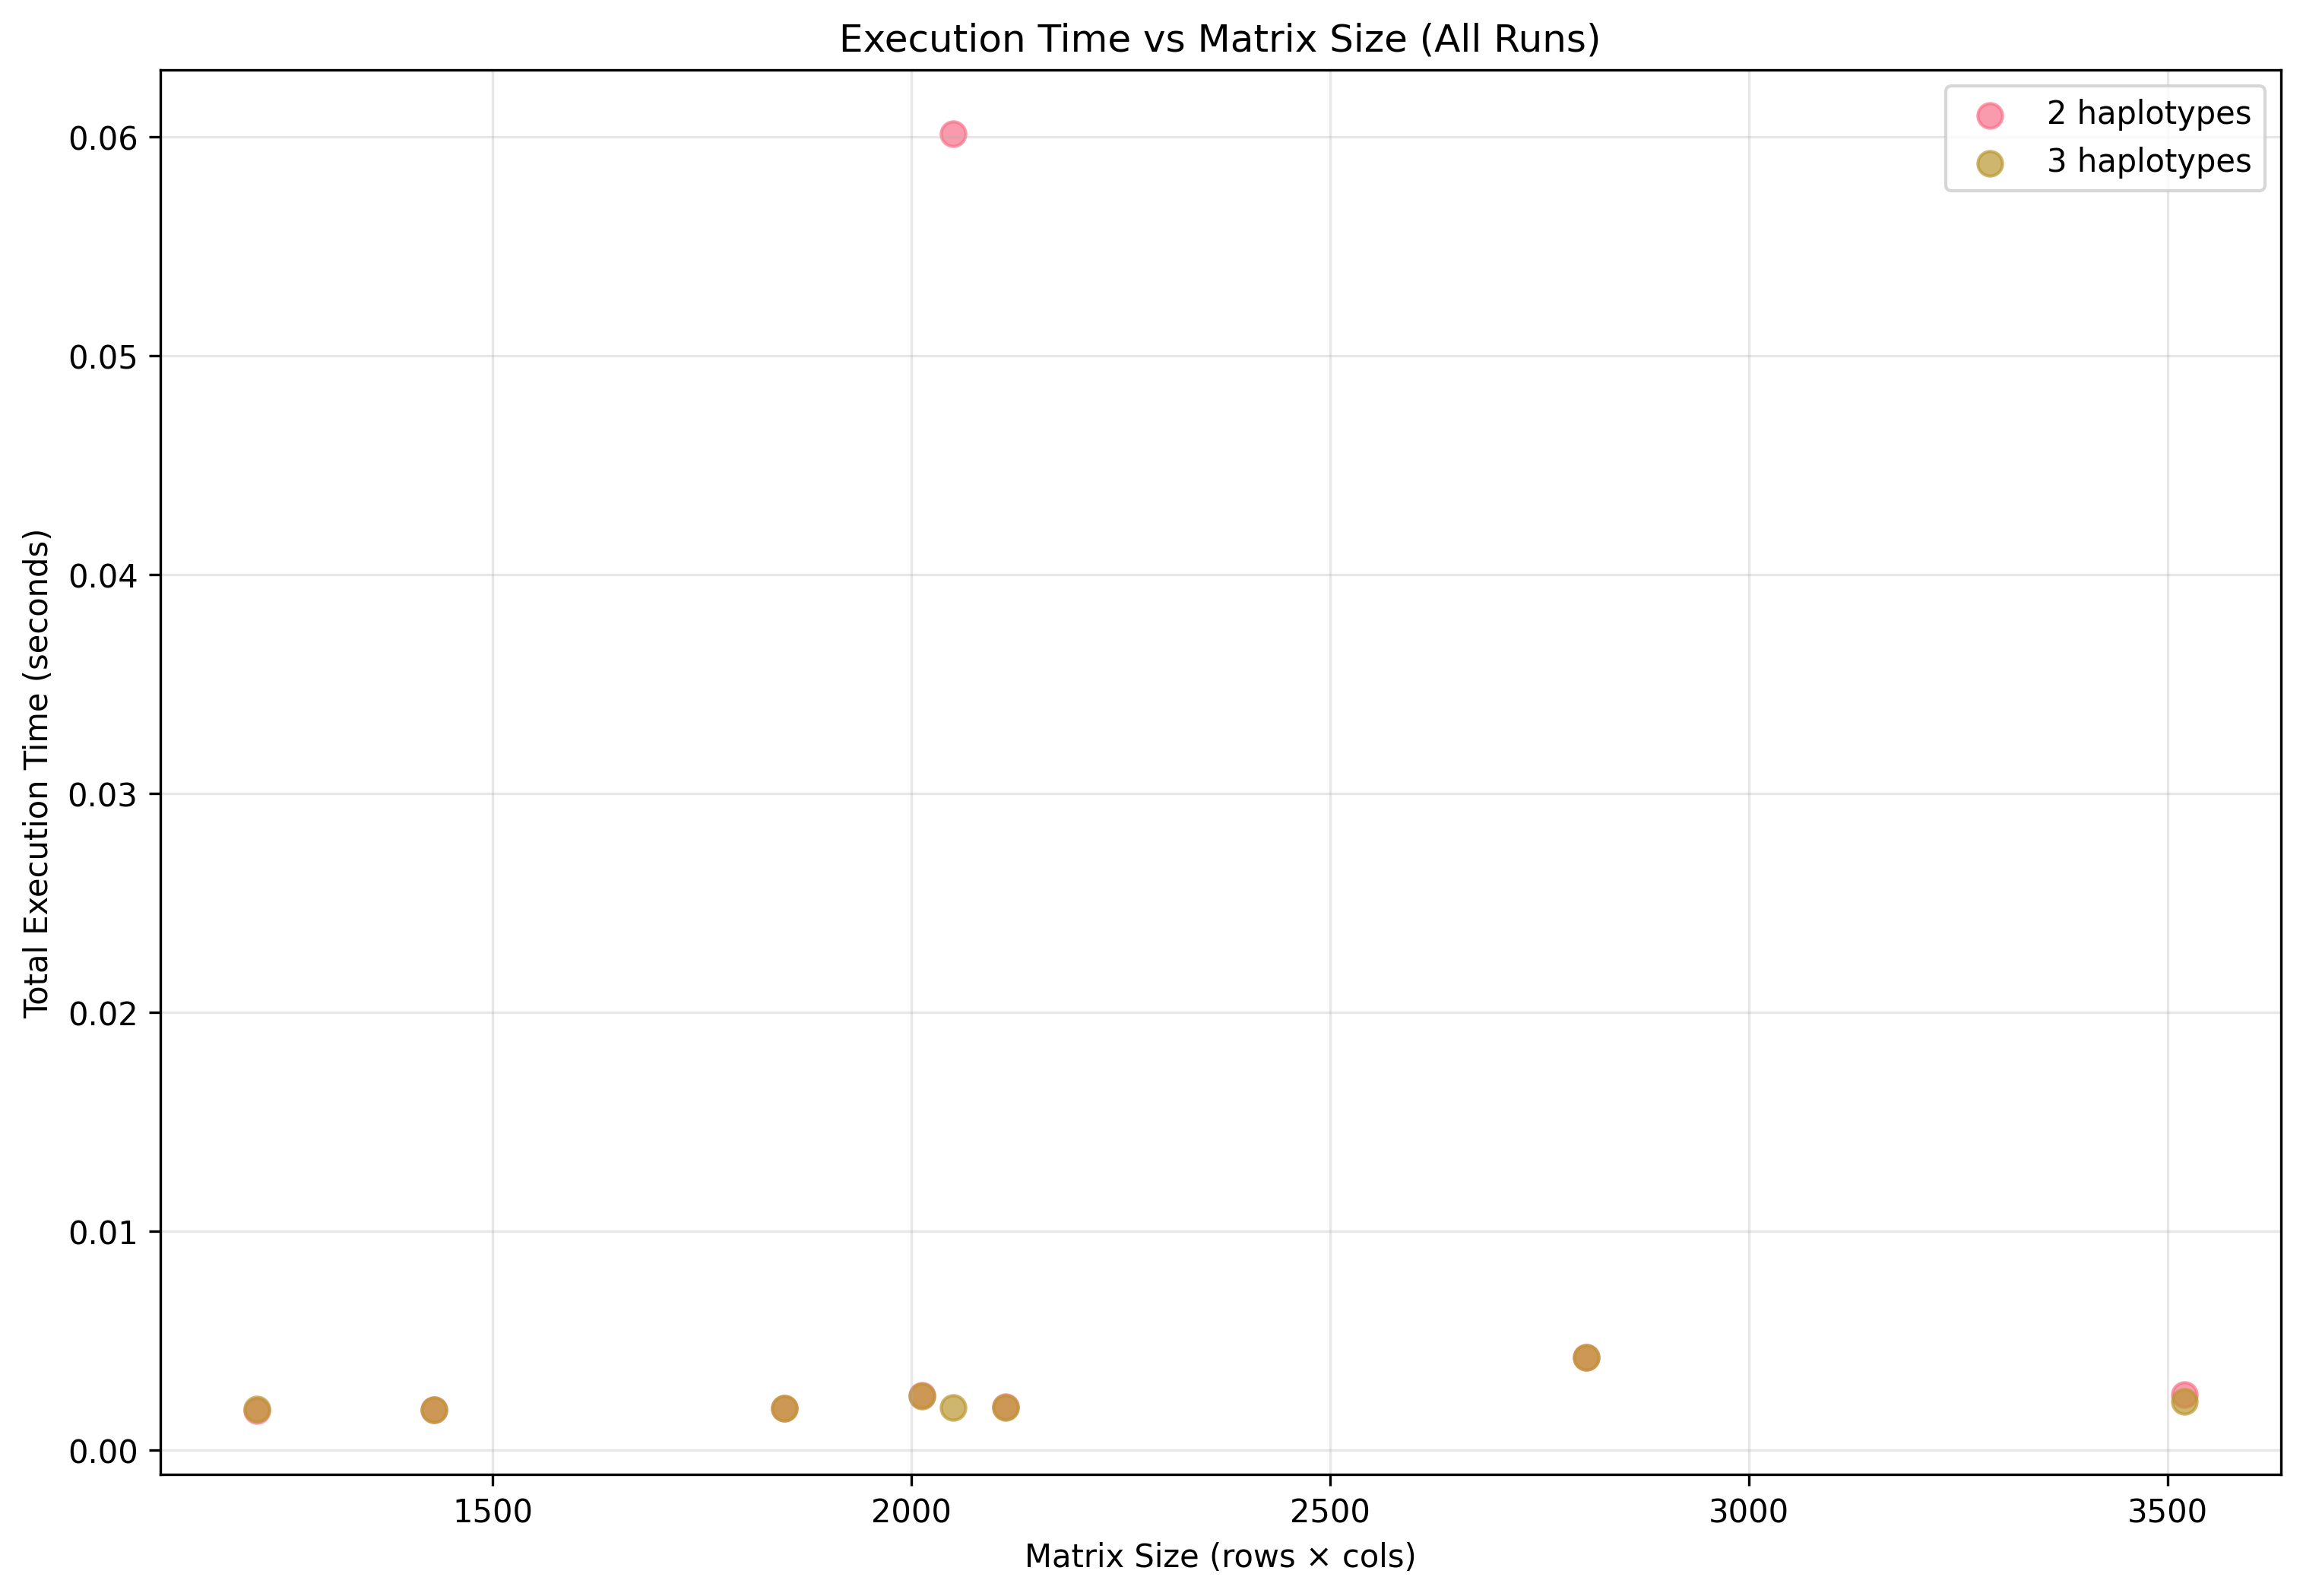 Execution Time vs Matrix Size (All Runs)
2 haplotypes
3 haplotypes
Total Execution Time (seconds)
0.06
0.05
0.04
0.03
0.02
0.01
0.00
1500 2000 2500 3000 3500
Matrix Size (rows × cols)